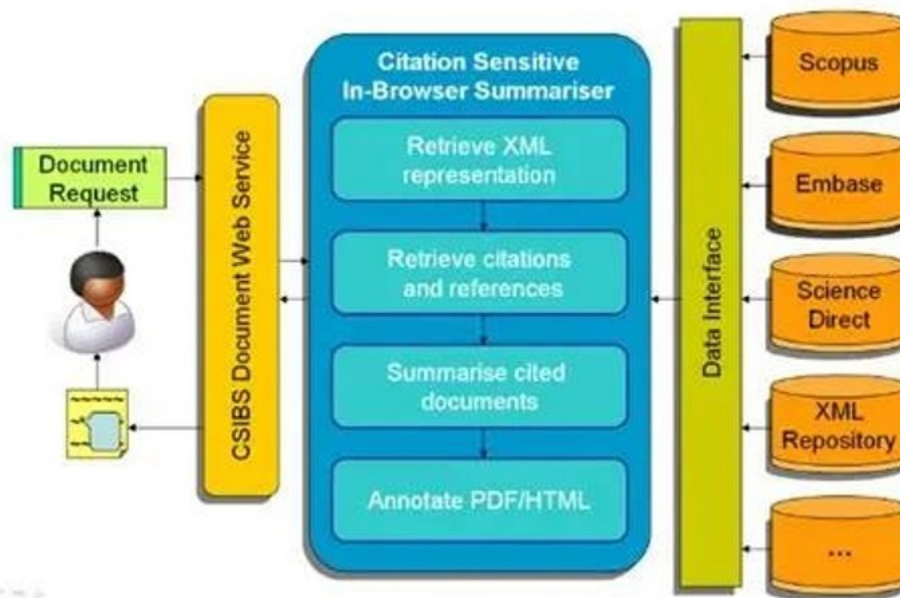 Document
Request
CSIBS Document Web Service
Citation Sensitive
In-Browser Summariser
Retrieve XML
representation
Retrieve citations
and references
Summarise cited
documents
Annotate PDF/HTML
Data Interface
Scopus
Embase
Science
Direct
XML
Repository
...